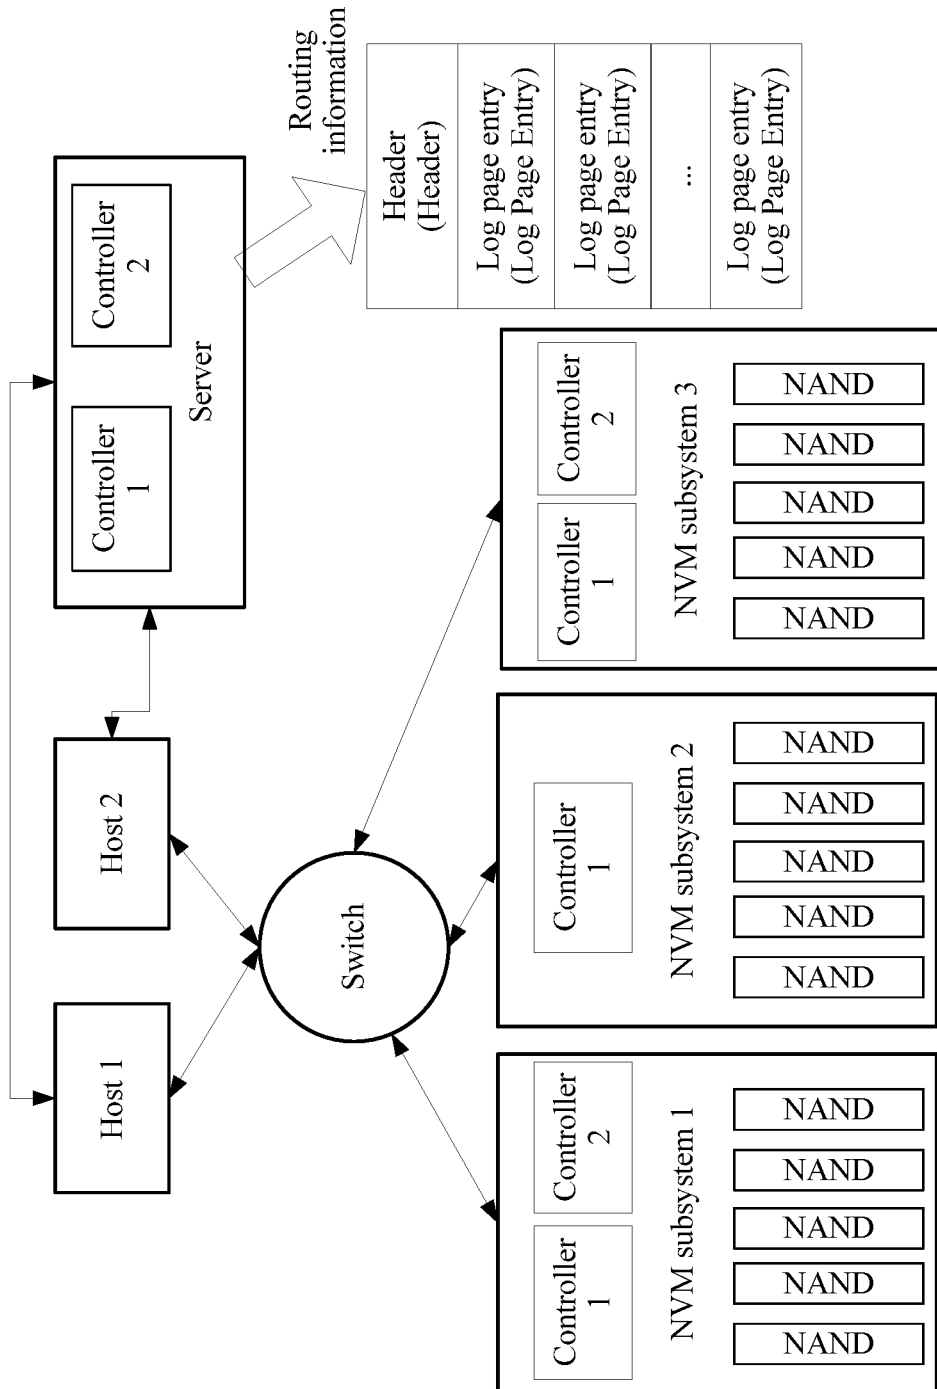 Host 1
Host 2
Controller
1
Controller
2
Server
Routing
information
Header
(Header)
Log page entry
(Log Page Entry)
Log page entry
(Log Page Entry)
...
Log page entry
(Log Page Entry)
Switch
Controller
1
Controller
2
NVM subsystem 1
NAND
NAND
NAND
NAND
NAND
Controller
1
NVM subsystem 2
NAND
NAND
NAND
NAND
NAND
Controller
1
Controller
2
NVM subsystem 3
NAND
NAND
NAND
NAND
NAND